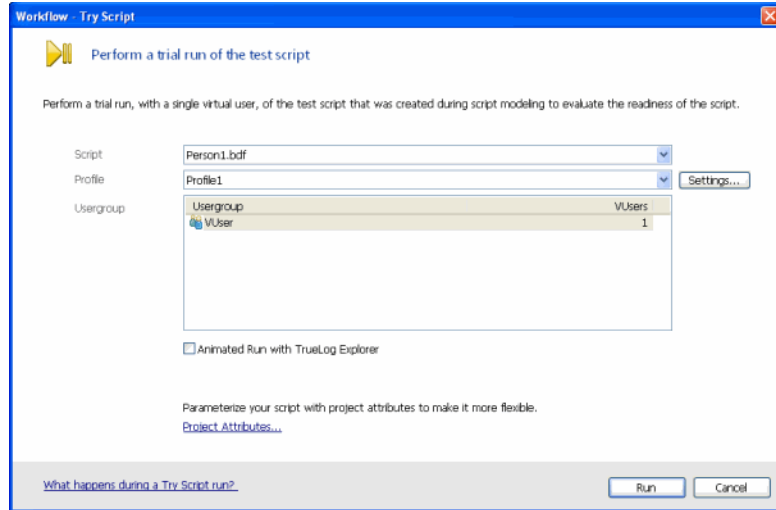 Workflow - Try Script
Perform a trial run of the test script
Perform a trial run, with a single virtual user, of the test script that was created during script modeling to evaluate the readiness of the script.
Script Person1.bdf
Profile Profile1 Settings...
Usergroup Usergroup VUsers
VUser 1
Animated Run with TrueLog Explorer
Parameterize your script with project attributes to make it more flexible.
Project Attributes...
What happens during a Try Script run? Run Cancel